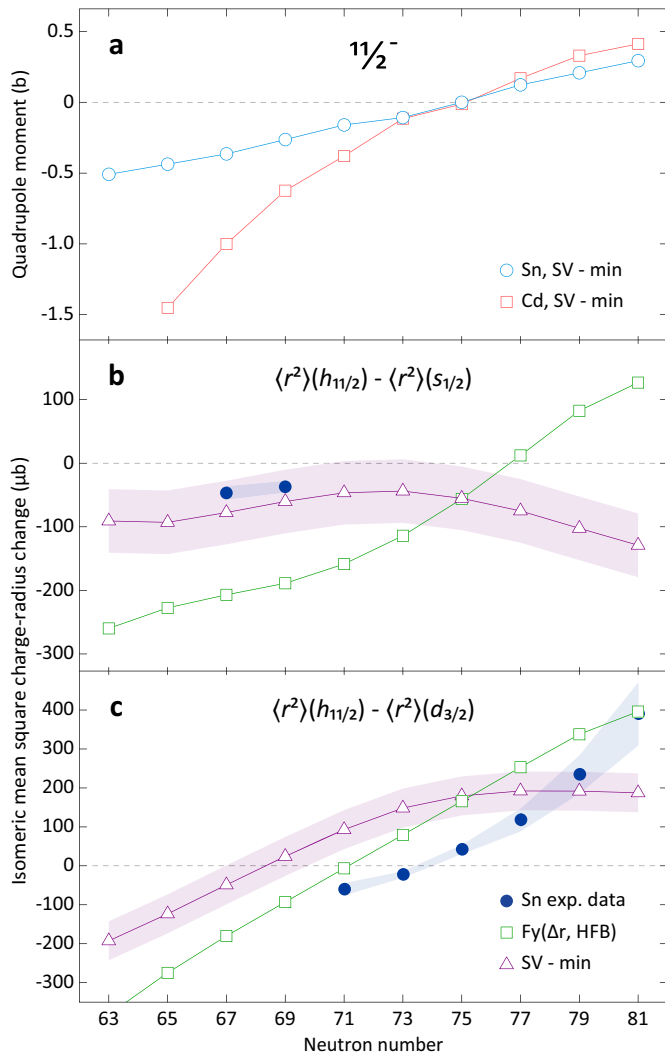 a
11/2⁻
0.5
0
-0.5
-1.0
-1.5
Quadrupole moment (b)
Sn, SV - min
Cd, SV - min
b
⟨r²⟩(h₁₁/₂) - ⟨r²⟩(s₁/₂)
100
0
-100
-200
-300
Isomeric mean square charge-radius change (μb)
c
⟨r²⟩(h₁₁/₂) - ⟨r²⟩(d₃/₂)
400
300
200
100
0
-100
-200
-300
Sn exp. data
Fy(Δr, HFB)
SV - min
63 65 67 69 71 73 75 77 79 81
Neutron number